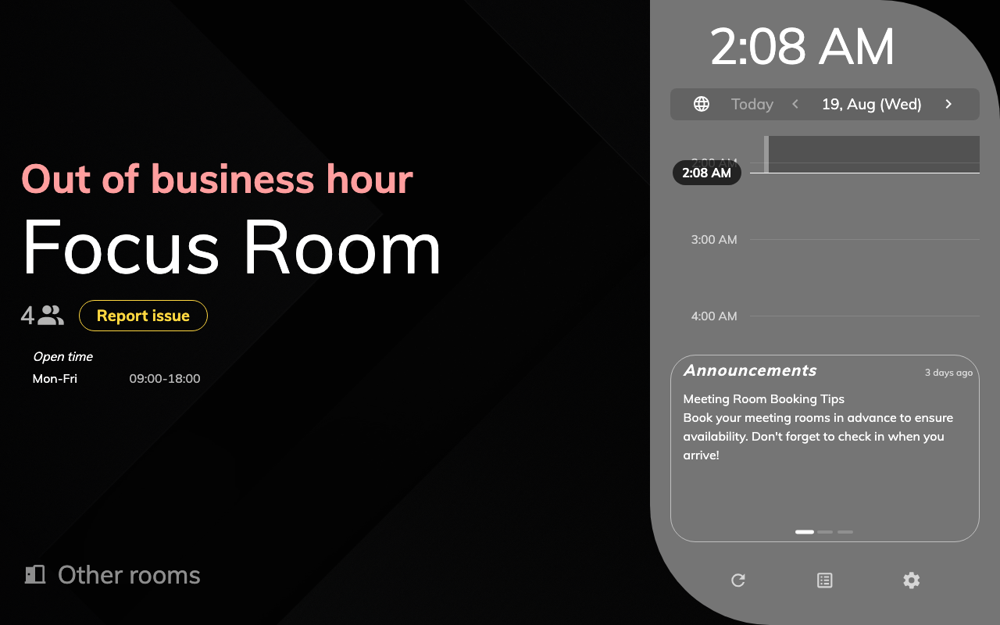 Out of business hour
Focus Room
4
Report issue
Open time
Mon-Fri 09:00-18:00
Other rooms
2:08 AM
Today 19, Aug (Wed)
2:00 AM
2:08 AM
3:00 AM
4:00 AM
Announcements 3 days ago
Meeting Room Booking Tips
Book your meeting rooms in advance to ensure
availability. Don't forget to check in when you
arrive!